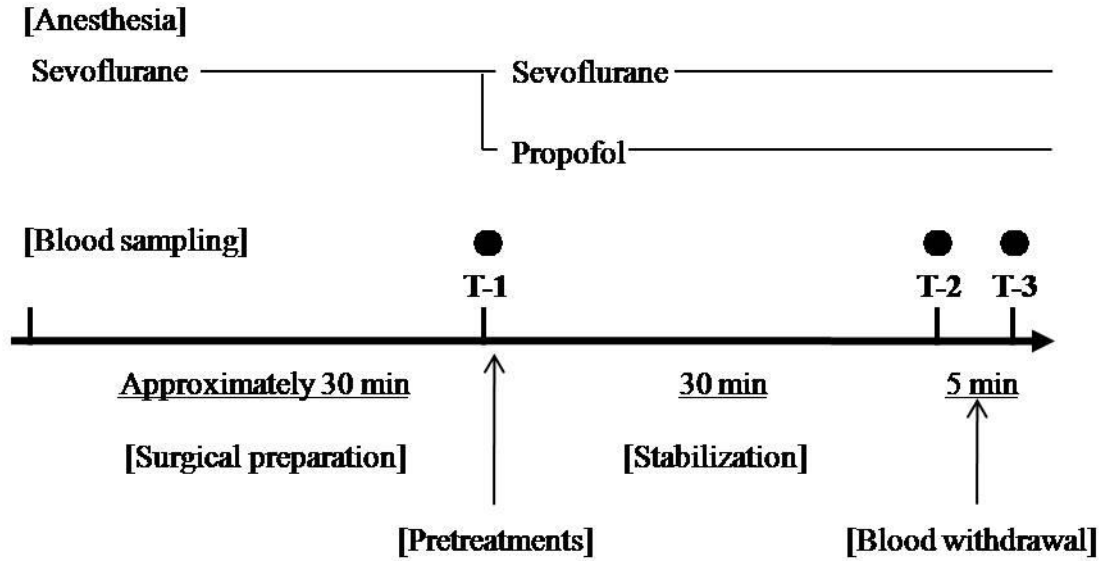 [Anesthesia]
Sevoflurane Sevoflurane
Propofol
[Blood sampling]
T-1 T-2 T-3
Approximately 30 min 30 min 5 min
[Surgical preparation] [Stabilization]
[Pretreatments] [Blood withdrawal]